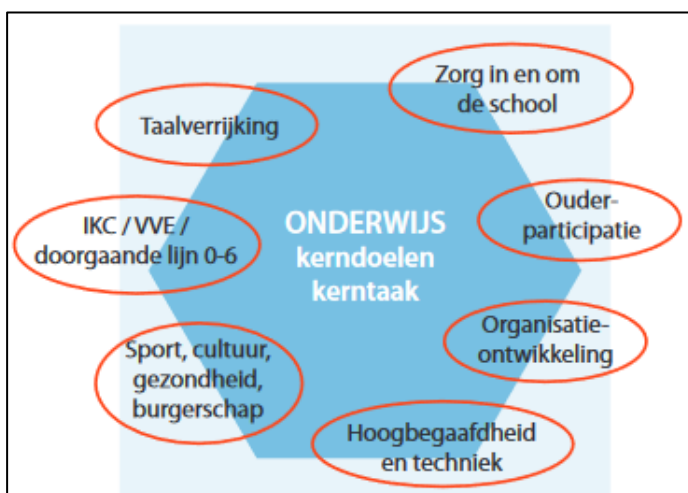 Zorg in en om
de school
Taalverrijking
Ouder-
participatie
IKC / VVE /
doorgaande lijn 0-6
ONDERWIJS
kerndoelen
kerntaak
Organisatie-
ontwikkeling
Sport, cultuur,
gezondheid,
burgerschap
Hoogbegaafdheid
en techniek